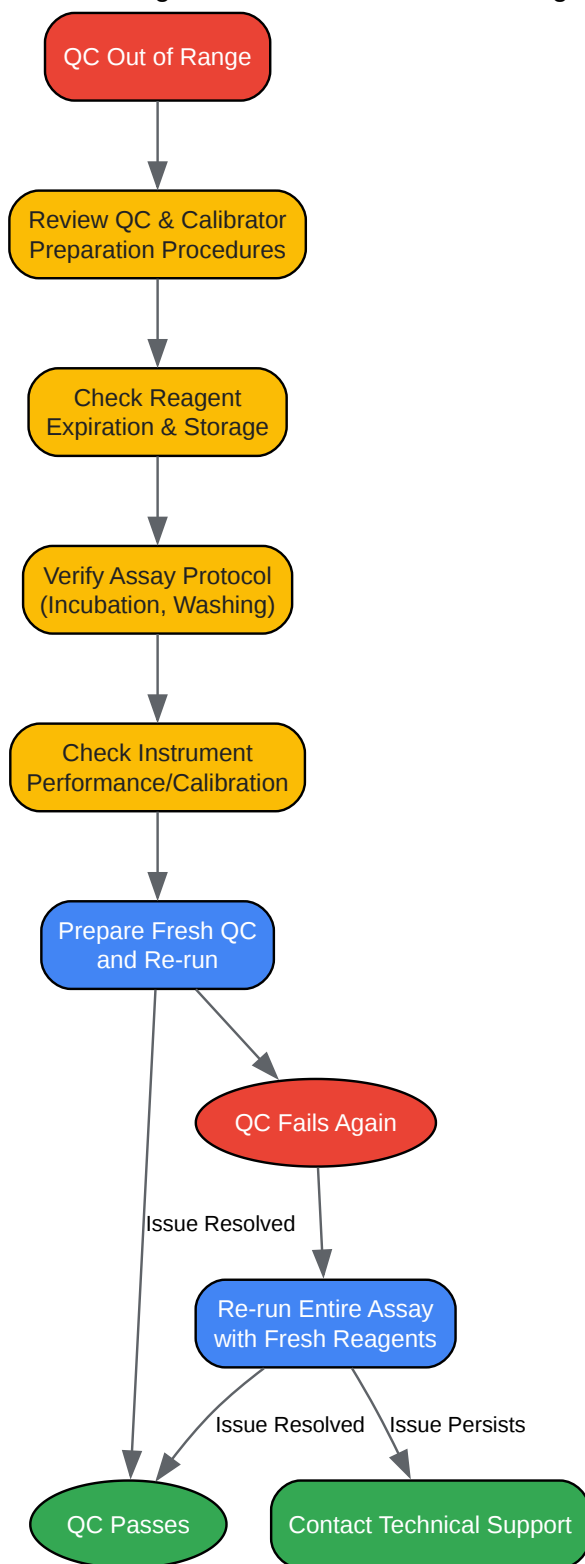 QC Out of Range
Review QC & Calibrator
Preparation Procedures
Check Reagent
Expiration & Storage
Verify Assay Protocol
(Incubation, Washing)
Check Instrument
Performance/Calibration
Prepare Fresh QC
and Re-run
QC Fails Again
Issue Resolved
Re-run Entire Assay
with Fresh Reagents
Issue Resolved
Issue Persists
QC Passes
Contact Technical Support